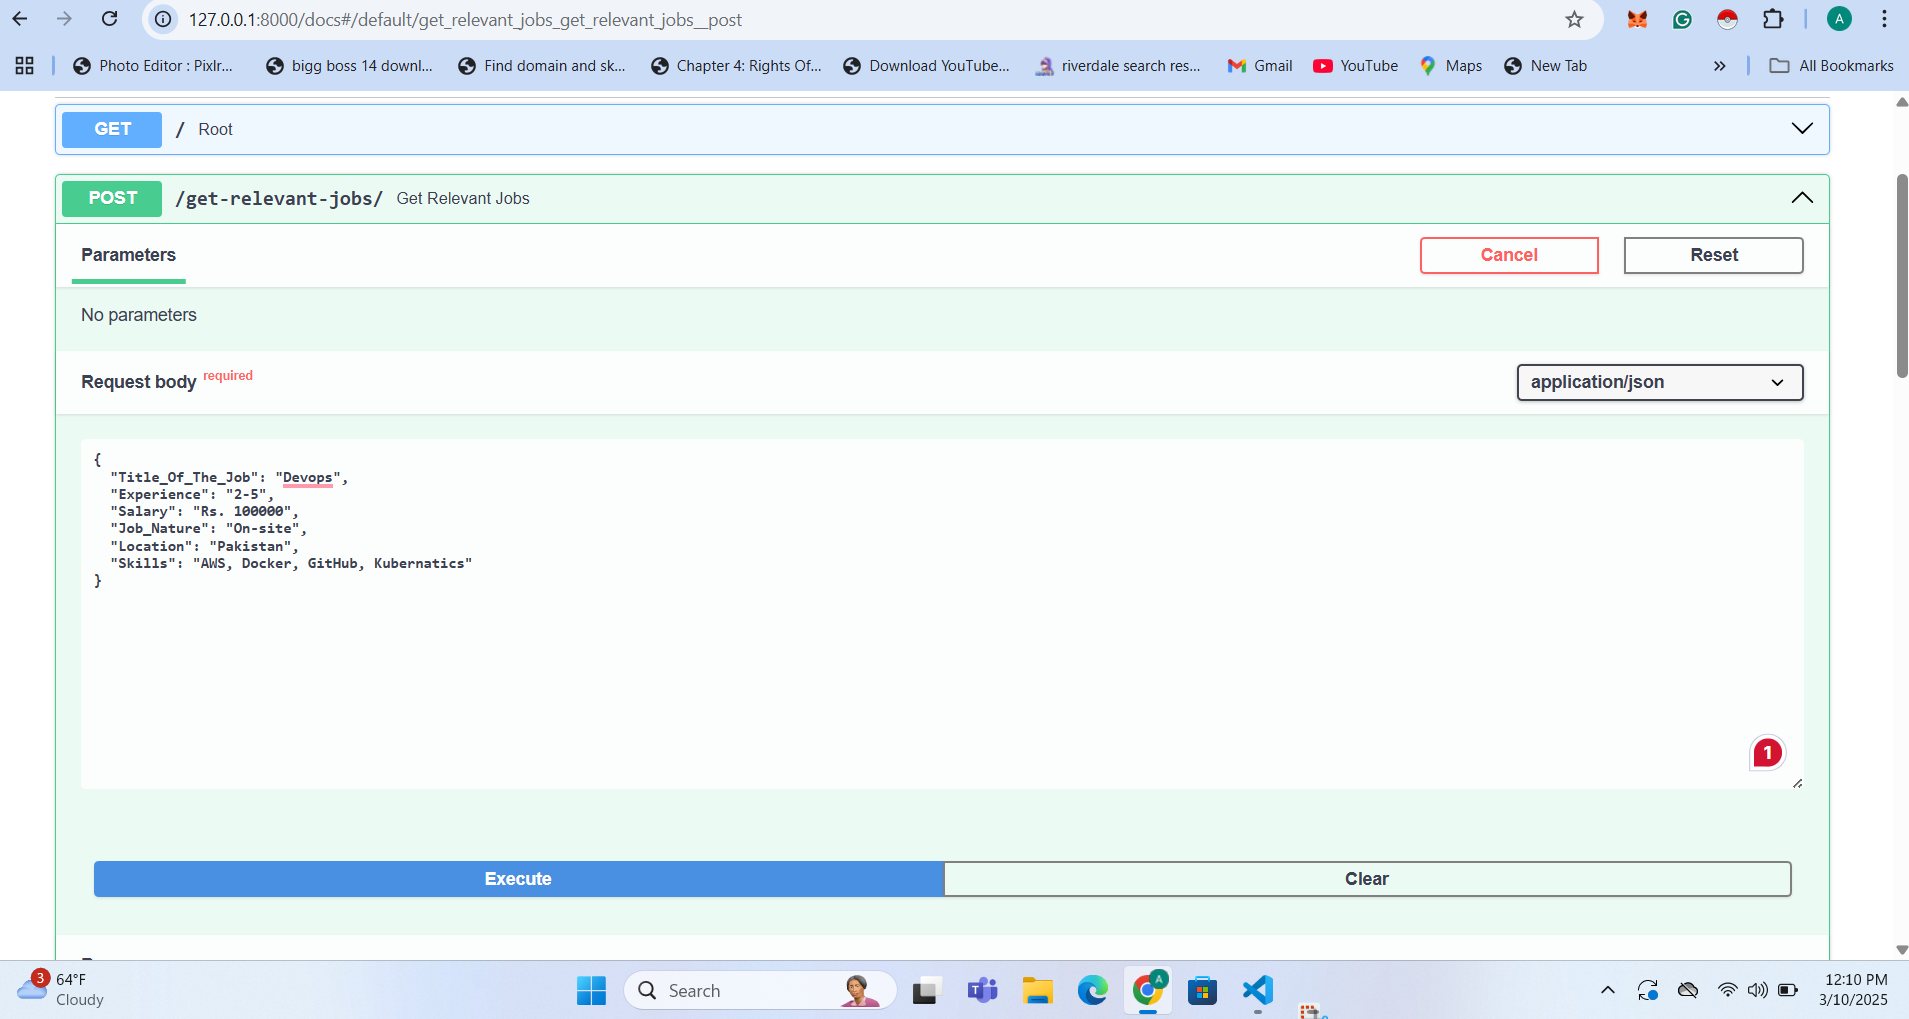 127.0.0.1:8000/docs#/default/get_relevant_jobs_get_relevant_jobs__post
A
Photo Editor : Pixlr...
bigg boss 14 downl...
Find domain and sk...
Chapter 4: Rights Of...
Download YouTube...
riverdale search res...
Gmail
YouTube
Maps
New Tab
All Bookmarks
GET / Root
POST /get-relevant-jobs/ Get Relevant Jobs
Parameters
Cancel
Reset
No parameters
Request body required
application/json
{
"Title_Of_The_Job": "Devops",
"Experience": "2-5",
"Salary": "Rs. 100000",
"Job_Nature": "On-site",
"Location": "Pakistan",
"Skills": "AWS, Docker, GitHub, Kubernatics"
}
1
Execute
Clear
3
64°F
Cloudy
Search
A
12:10 PM
3/10/2025